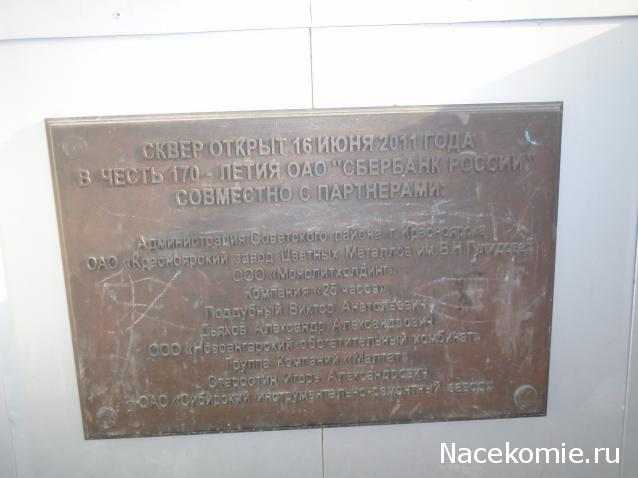 СКВЕР ОТКРЫТ 16 ИЮНЯ 2011 ГОДА
В ЧЕСТЬ 170 - ЛЕТИЯ ОАО "СБЕРБАНК РОССИИ"
СОВМЕСТНО С ПАРТНЕРАМИ:
Администрация Советского района г. Красноярска
ОАО «Красноярский завод Цветных Металлов им.В.Н.Гулидова»
ООО «МонолитхолДинг»
Компания «25 часов»
Поддубный Виктор Анатольевич
Дьяков Александр Александрович
ООО «Новоангарский обогатительный комбинат»
Группа Компаний «Малтат»
Старостин Игорь Александрович
ОАО «Сибирский инструментально-ремонтный завод»
Nacekomie.ru